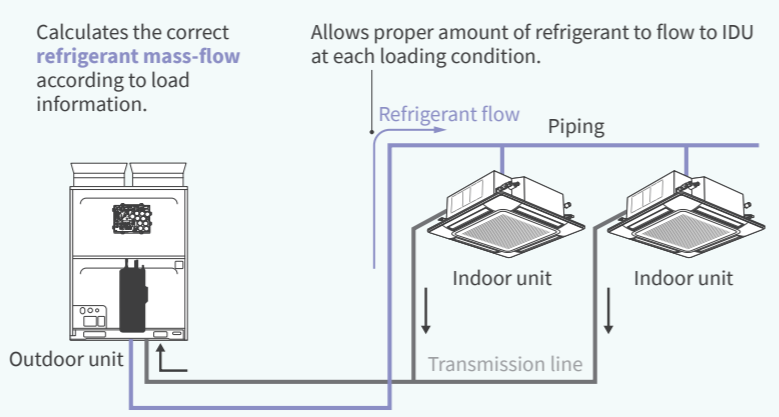 Calculates the correct
refrigerant mass-flow
according to load
information.
Allows proper amount of refrigerant to flow to IDU
at each loading condition.
Refrigerant flow
Piping
Indoor unit
Indoor unit
Outdoor unit
Transmission line